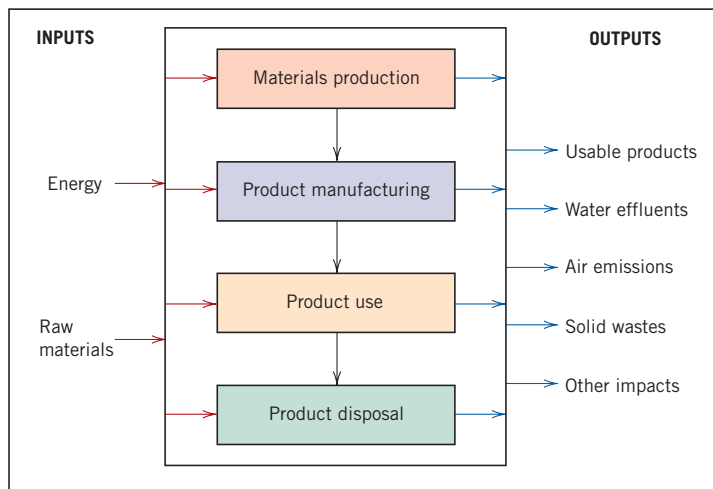 INPUTS
OUTPUTS
Materials production
Usable products
Energy
Product manufacturing
Water effluents
Air emissions
Product use
Raw
materials
Solid wastes
Other impacts
Product disposal